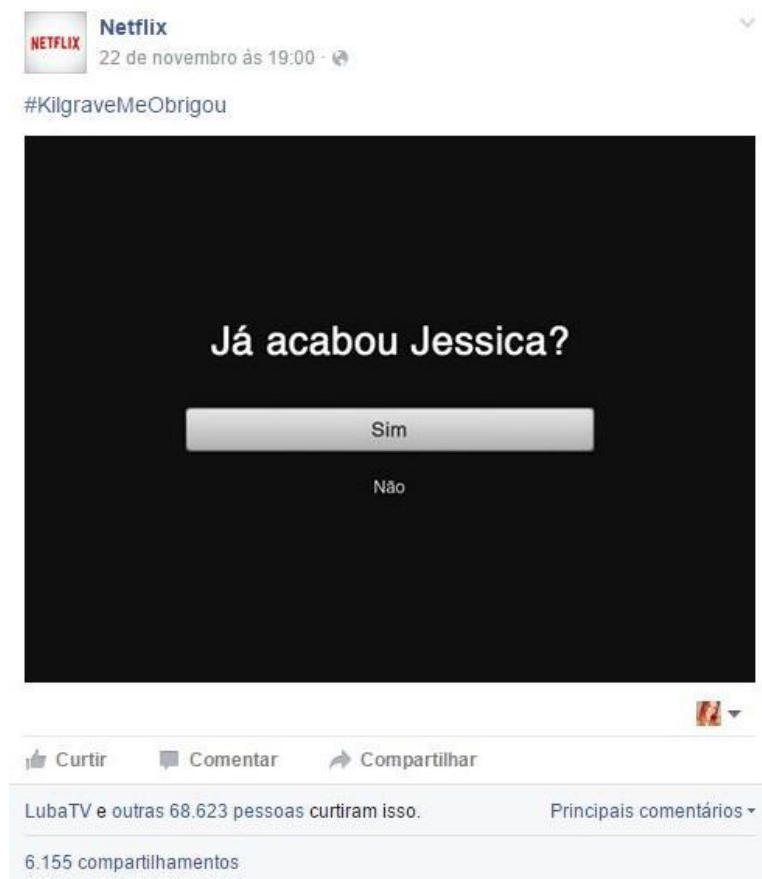 NETFLIX
Netflix
22 de novembro às 19:00 ·
#KilgraveMeObrigou
Já acabou Jessica?
Sim
Não
Curtir Comentar Compartilhar
LubaTV e outras 68.623 pessoas curtiram isso. Principais comentários
6.155 compartilhamentos